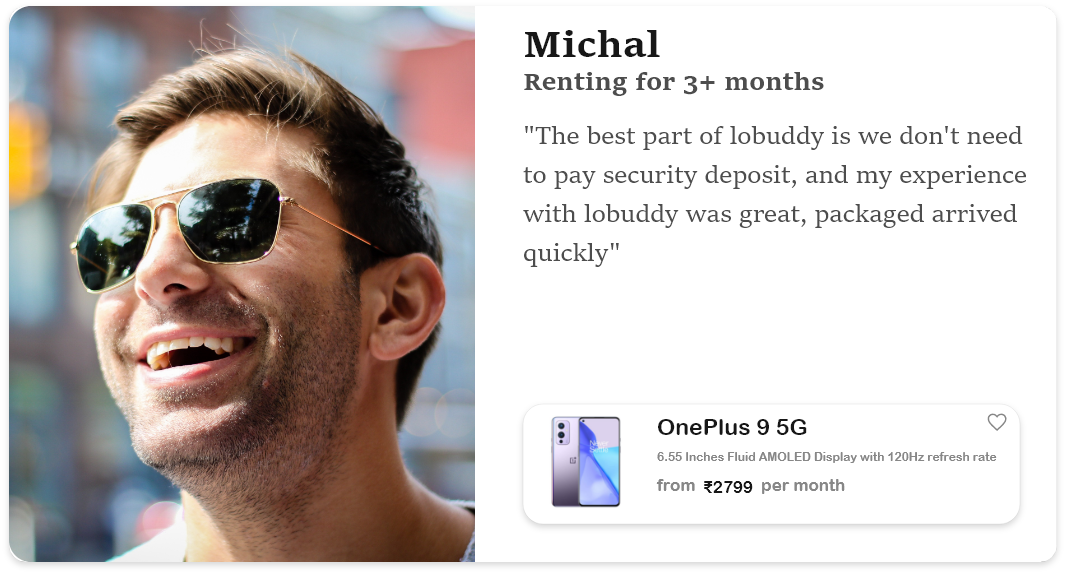 Michal
Renting for 3+ months
"The best part of lobuddy is we don't need
to pay security deposit, and my experience
with lobuddy was great, packaged arrived
quickly"
OnePlus 9 5G
6.55 Inches Fluid AMOLED Display with 120Hz refresh rate
from ₹2799 per month